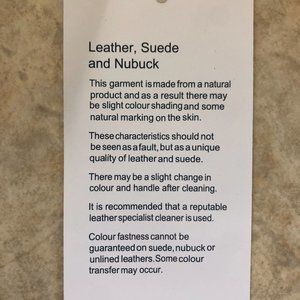 Leather, Suede
and Nubuck
This garment is made from a natural
product and as a result there may
be slight colour shading and some
natural marking on the skin.
These characteristics should not
be seen as a fault, but as a unique
quality of leather and suede.
There may be a slight change in
colour and handle after cleaning.
It is recommended that a reputable
leather specialist cleaner is used.
Colour fastness cannot be
guaranteed on suede, nubuck or
unlined leathers. Some colour
transfer may occur.